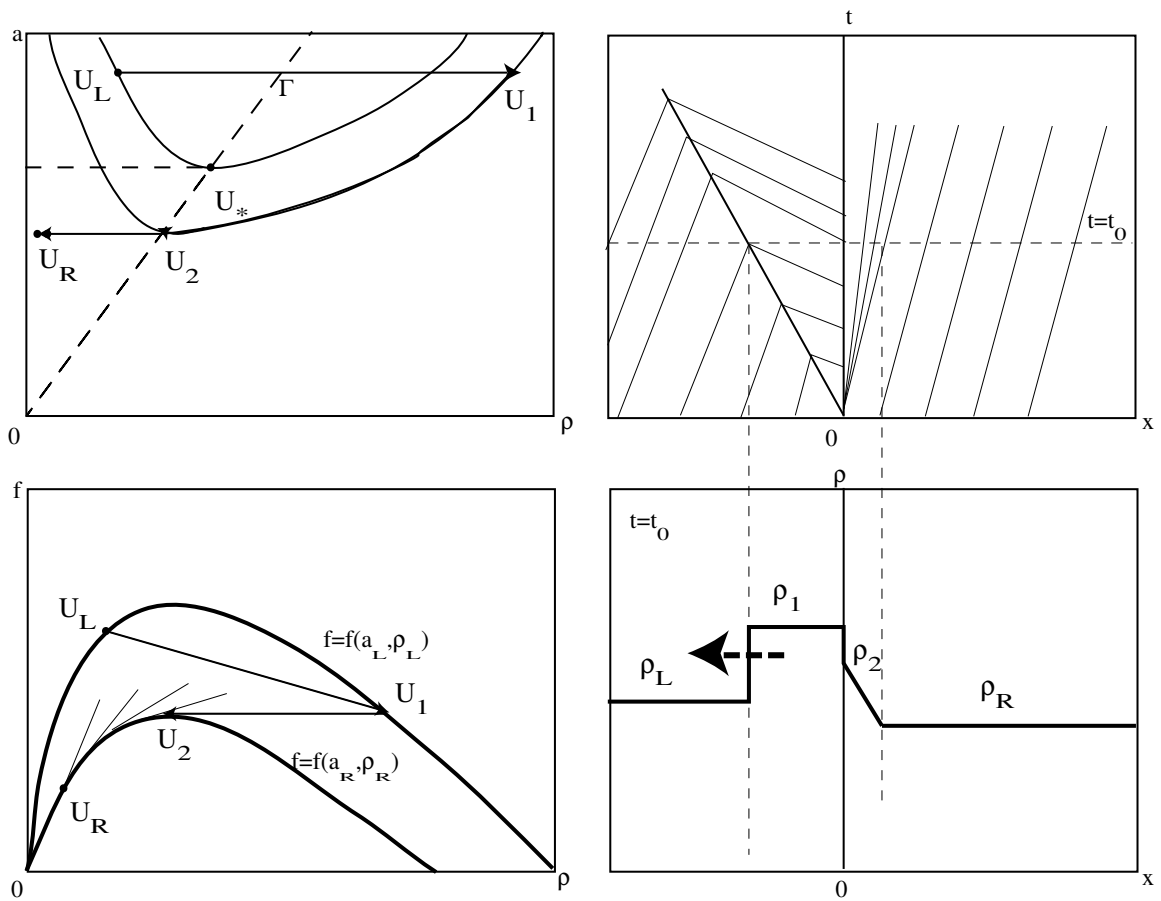 a
U_L
Γ
U_1
U_*
U_R
U_2
0
ρ
t
t=t_0
0
x
f
U_L
f=f(a_L,ρ_L)
U_1
U_2
f=f(a_R,ρ_R)
U_R
0
ρ
ρ
t=t_0
ρ_1
ρ_L
ρ_2
ρ_R
0
x